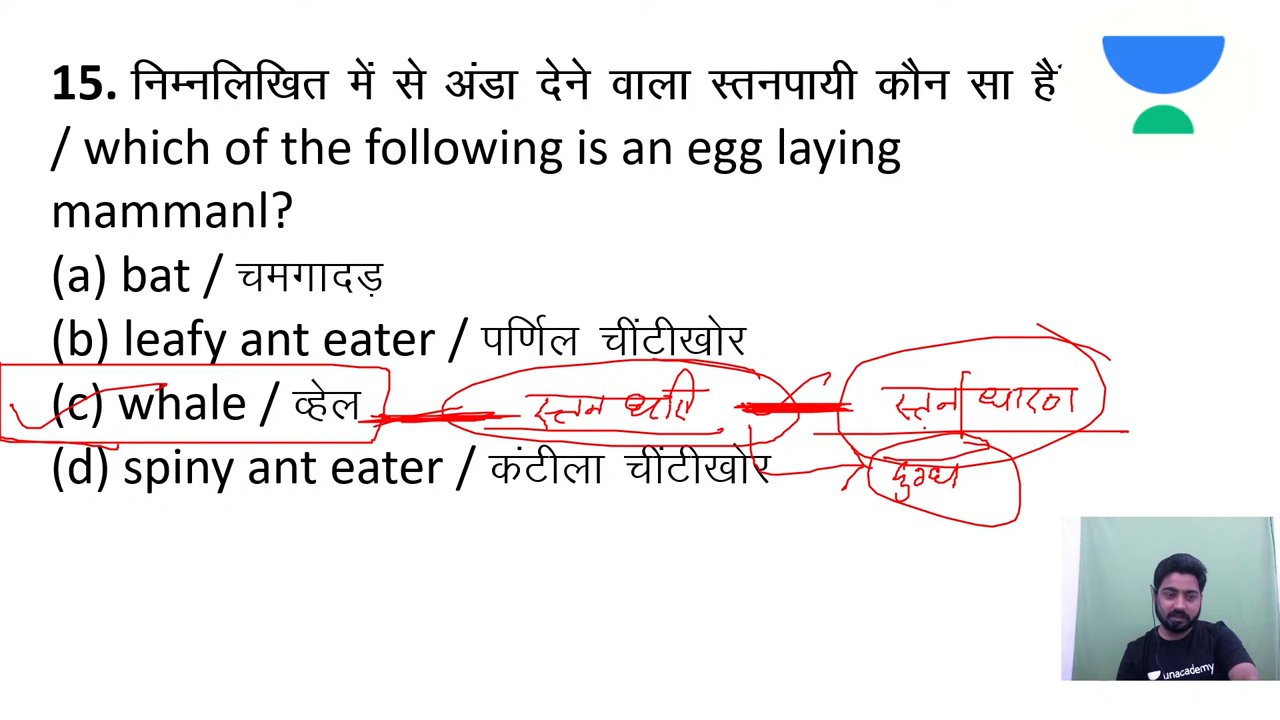 15. निम्नलिखित में से अंडा देने वाला स्तनपायी कौन सा है
/ which of the following is an egg laying
mammanl?
(a) bat / चमगादड़
(b) leafy ant eater / पर्णिल चींटीखोर
(c) whale / व्हेल
स्तन धारी
स्तन धारण
(d) spiny ant eater / कंटीला चींटीखोर
दुग्ध
unacademy